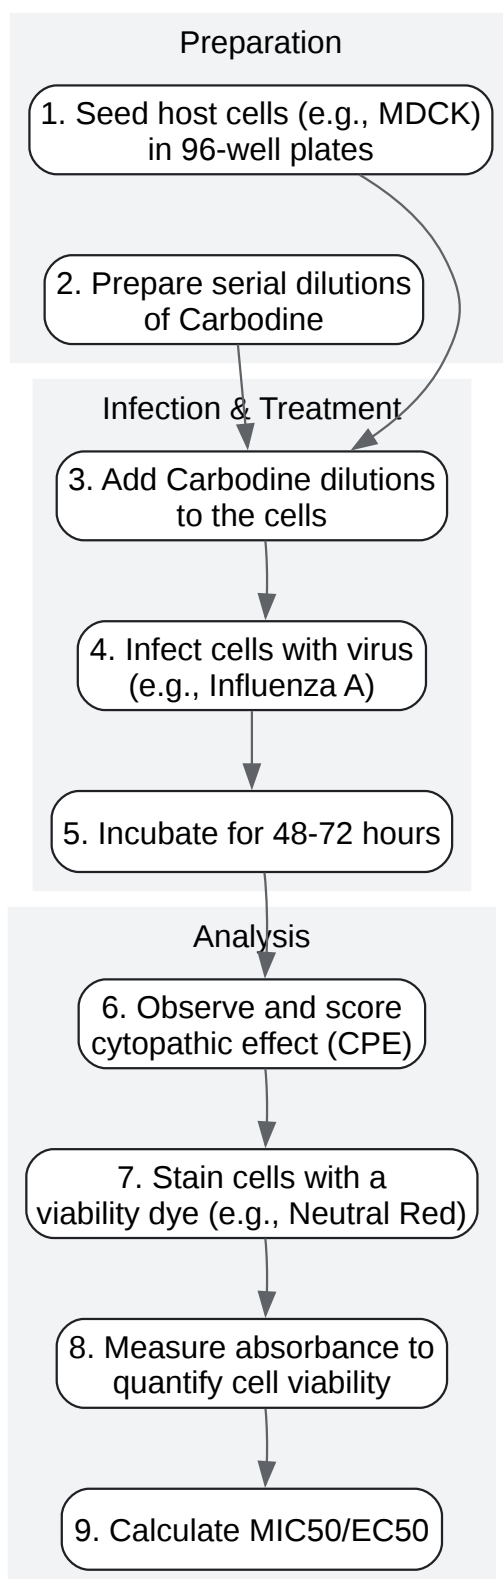 Preparation
1. Seed host cells (e.g., MDCK)
in 96-well plates
2. Prepare serial dilutions
of Carbodine
Infection & Treatment
3. Add Carbodine dilutions
to the cells
4. Infect cells with virus
(e.g., Influenza A)
5. Incubate for 48-72 hours
Analysis
6. Observe and score
cytopathic effect (CPE)
7. Stain cells with a
viability dye (e.g., Neutral Red)
8. Measure absorbance to
quantify cell viability
9. Calculate MIC50/EC50